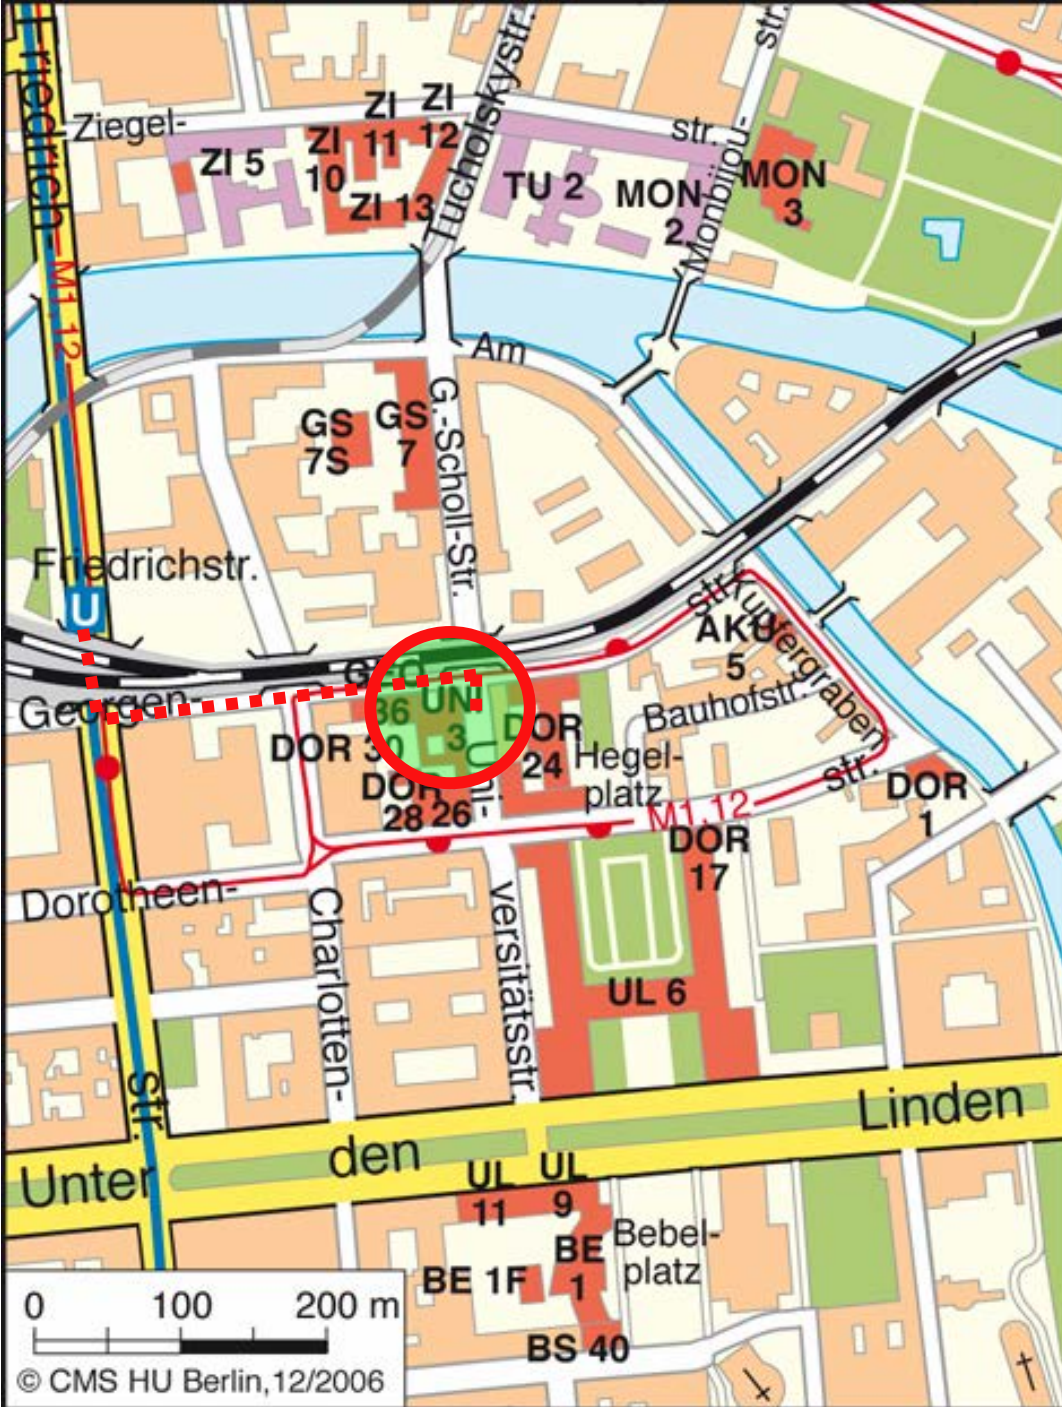 Friedrich-
Ziegel-
ZI 5
ZI
10
ZI
11
ZI
12
ZI 13
Tucholskystr.
TU 2
str.
MON
2
Monbijou-
str.
MON
3
M1,12
Am
GS
7S
GS
7
G.-Scholl-Str.
Friedrichstr.
U
Georgen-
str.
Kupfergraben
AKU
5
Bauhofstr.
36
UNI
3
DOR 30
DOR
28
26
DOR
24
Hegel-
platz
Uni-
M1.12
str.
DOR
1
DOR
17
Dorotheen-
Charlotten-
versitätsstr.
UL 6
Str.
Unter
den
Linden
UL
11
UL
9
BE
1
BE 1F
Bebel-
platz
BS 40
0 100 200 m
© CMS HU Berlin,12/2006